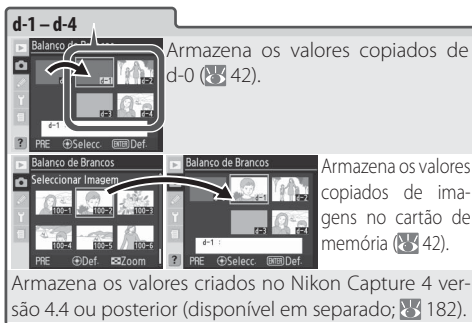 d-1 – d-4
Balanço de Brancos
d-1
d-2
d-3
d-4
d-1 :
PRE Selecc. ENTER Def.
Armazena os valores copiados de
d-0 ( 42).
Balanço de Brancos
Seleccionar Imagem
100-1 100-2 100-3
100-4 100-5 100-6
PRE Def. Zoom
Balanço de Brancos
d-1
d-2
d-3
d-4
d-1 :
? PRE Selecc. ENTER Def.
Armazena os valores
copiados de ima-
gens no cartão de
memória ( 42).
Armazena os valores criados no Nikon Capture 4 ver-
são 4.4 ou posterior (disponível em separado; 182).